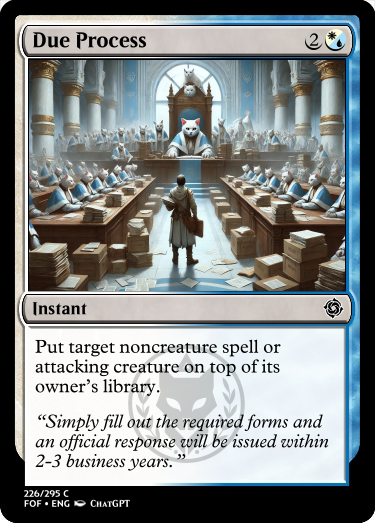 Due Process 2
Instant
Put target noncreature spell or
attacking creature on top of its
owner's library.
“Simply fill out the required forms and
an official response will be issued within
2-3 business years.”
226/295 C
FOF • ENG ChatGPT